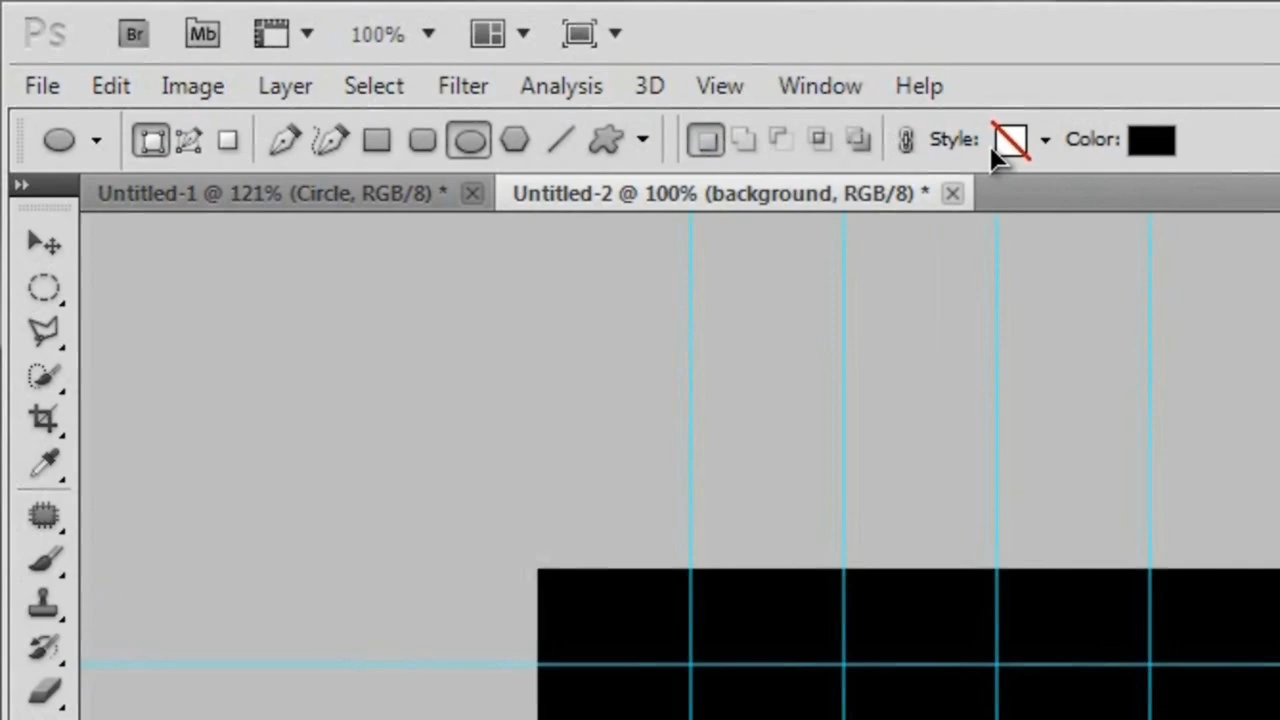 Ps Br Mb 100%
File Edit Image Layer Select Filter Analysis 3D View Window Help
Style: Color:
Untitled-1 @ 121% (Circle, RGB/8) * Untitled-2 @ 100% (background, RGB/8) *